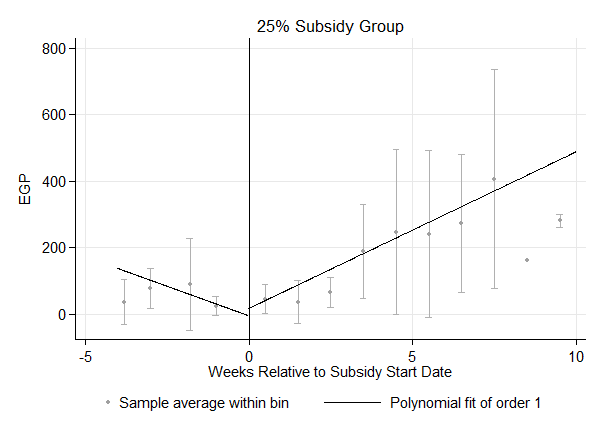 25% Subsidy Group
800
600
400
200
0
EGP
-5 0 5 10
Weeks Relative to Subsidy Start Date
Sample average within bin Polynomial fit of order 1